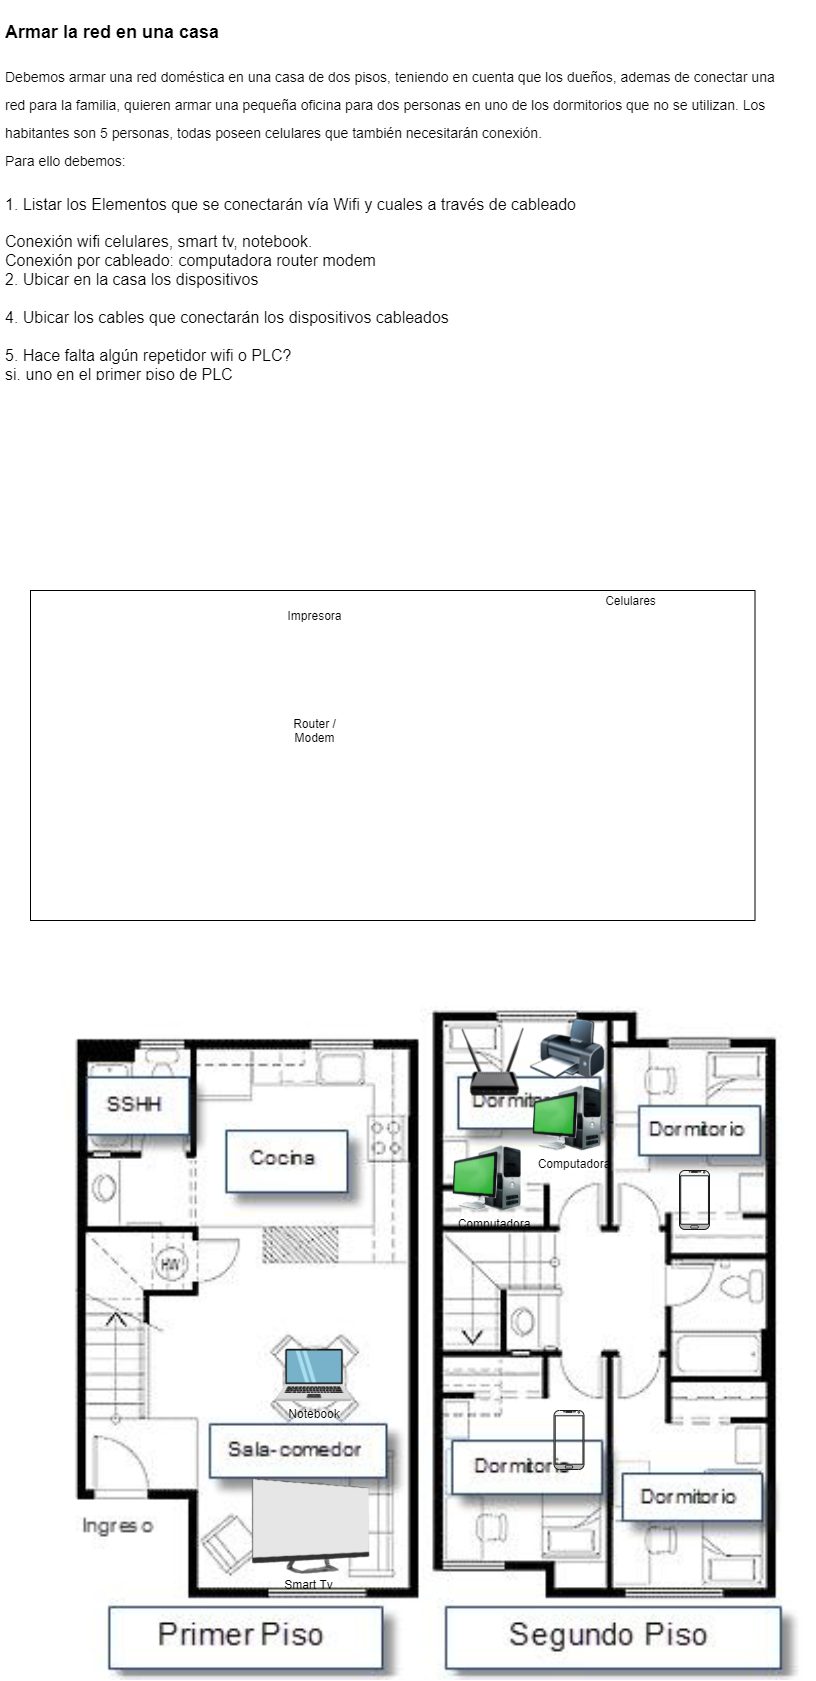 Armar la red en una casa
Debemos armar una red doméstica en una casa de dos pisos, teniendo en cuenta que los dueños, ademas de conectar una
red para la familia, quieren armar una pequeña oficina para dos personas en uno de los dormitorios que no se utilizan. Los
habitantes son 5 personas, todas poseen celulares que también necesitarán conexión.
Para ello debemos:
1. Listar los Elementos que se conectarán vía Wifi y cuales a través de cableado
Conexión wifi celulares, smart tv, notebook.
Conexión por cableado: computadora router modem
2. Ubicar en la casa los dispositivos
4. Ubicar los cables que conectarán los dispositivos cableados
5. Hace falta algún repetidor wifi o PLC?
si. uno en el primer piso de PLC
Celulares
Impresora
Router /
Modem
SSHH
Cocina
HW
Notebook
Sala-comedor
Ingreso
Smart Tv
Primer Piso
Dormitorio
Computadora
Computadora
Dormitorio
Dormitorio
Segundo Piso